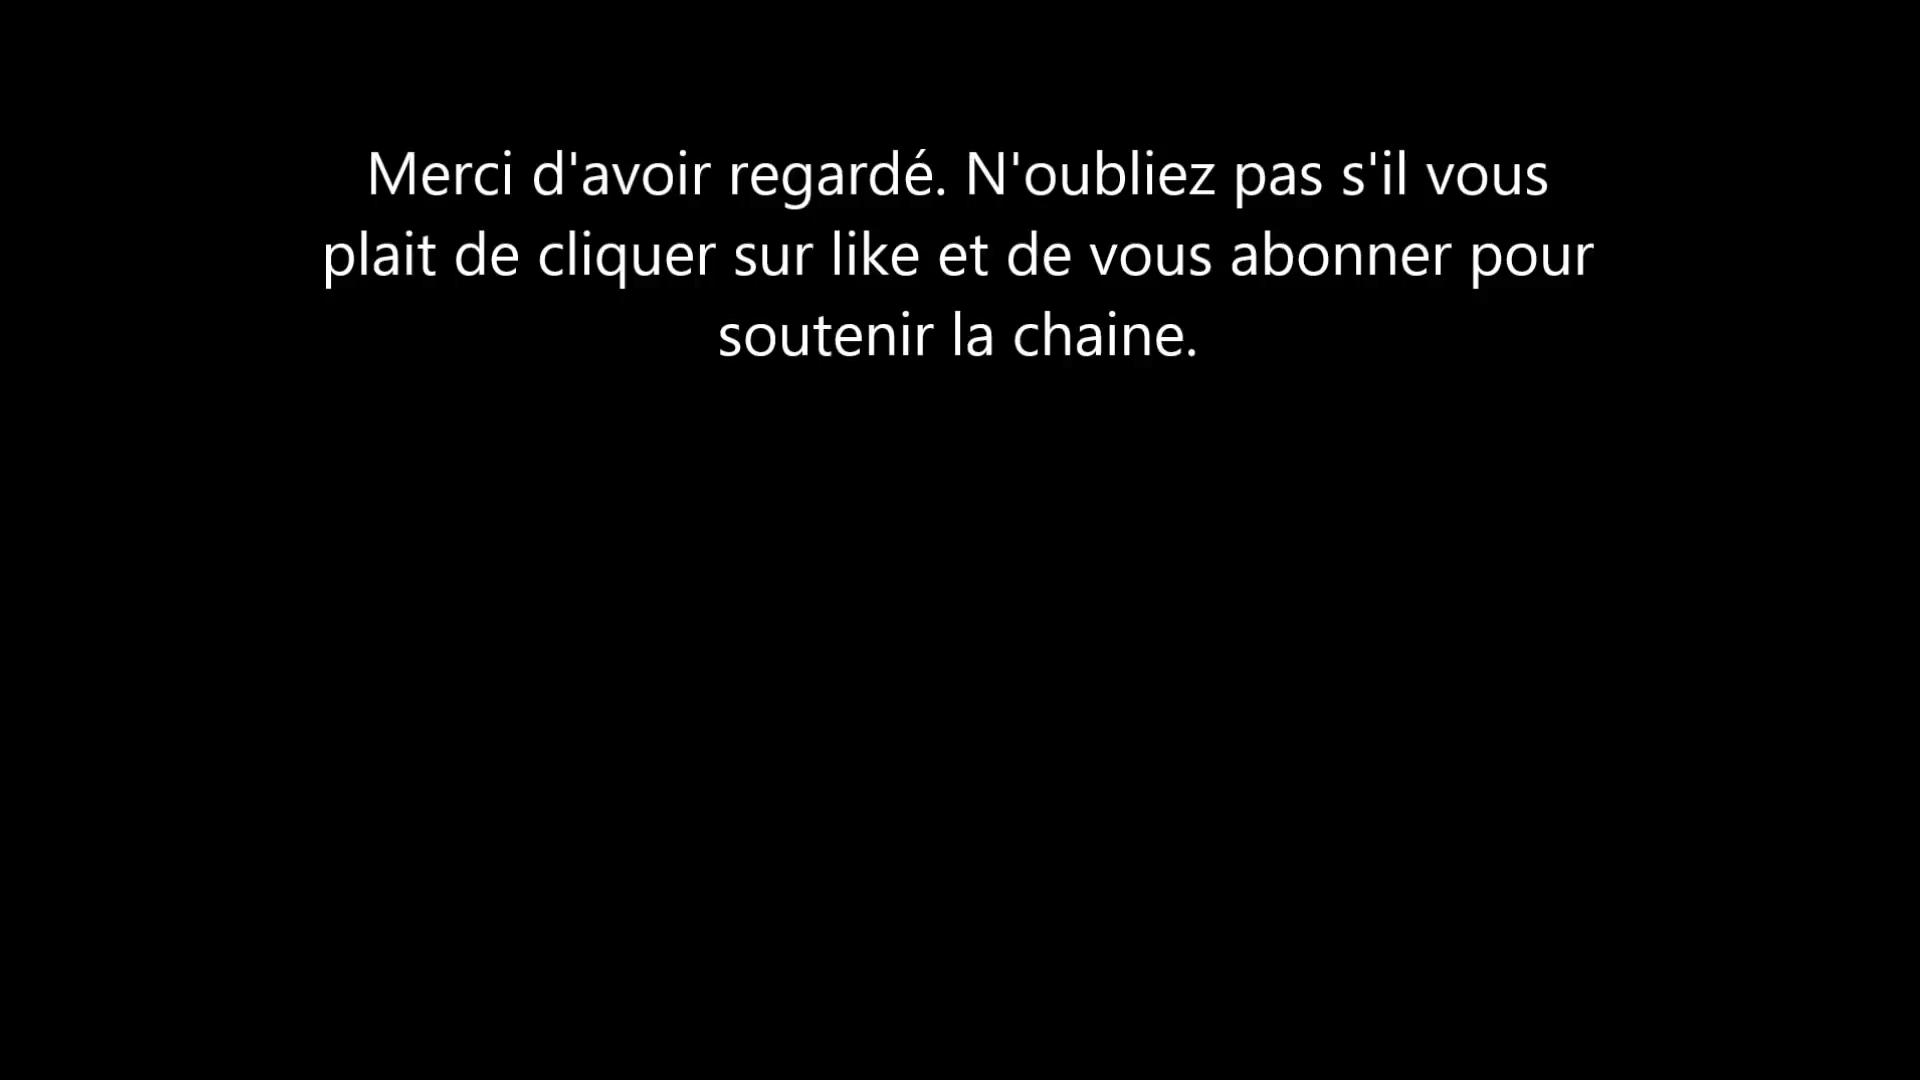 Merci d'avoir regardé. N'oubliez pas s'il vous
plait de cliquer sur like et de vous abonner pour
soutenir la chaine.